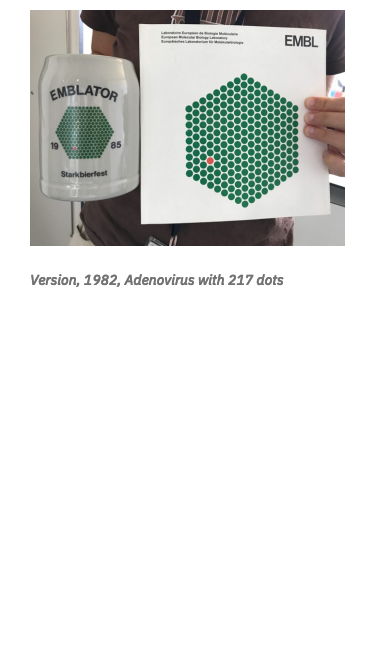 Laboratoire Européen de Biologie Moléculaire
European Molecular Biology Laboratory
Europäisches Laboratorium für Molekularbiologie
EMBL
EMBLATOR
19 85
Starkbierfest
Version, 1982, Adenovirus with 217 dots